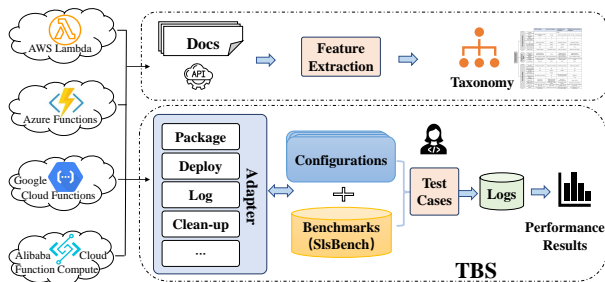 AWS Lambda
Azure Functions
Google
Cloud Functions
Alibaba Cloud
Function Compute
Docs
API
Feature
Extraction
Taxonomy
Package
Deploy
Log
Clean-up
...
Adapter
Configurations
Benchmarks
(SlsBench)
Test
Cases
Logs
Performance
Results
TBS